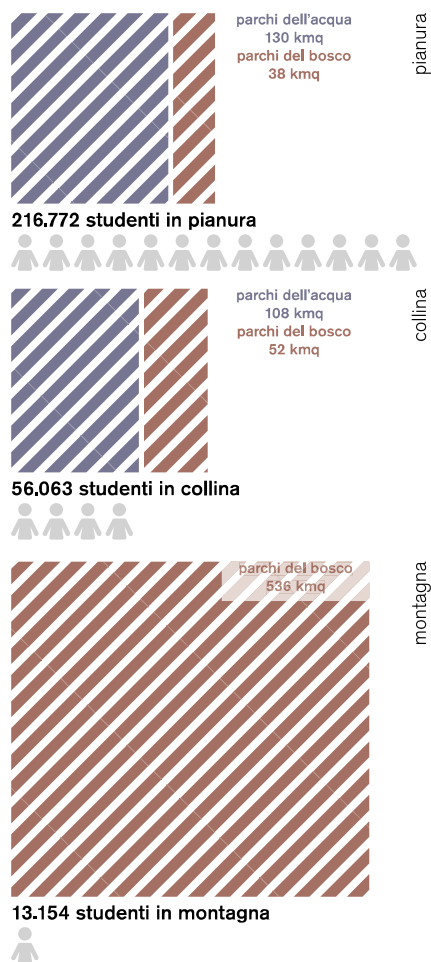 parchi dell'acqua
130 kmq
parchi del bosco
38 kmq
pianura
216.772 studenti in pianura
parchi dell'acqua
108 kmq
parchi del bosco
52 kmq
collina
56.063 studenti in collina
parchi del bosco
536 kmq
montagna
13.154 studenti in montagna